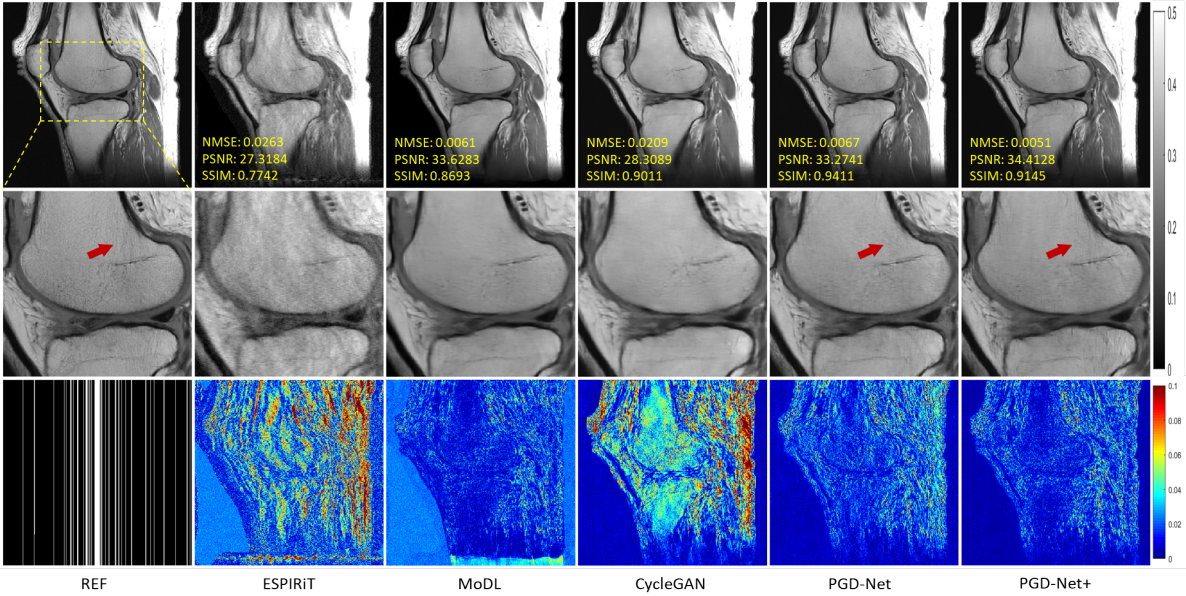 NMSE: 0.0263
PSNR: 27.3184
SSIM: 0.7742
NMSE: 0.0061
PSNR: 33.6283
SSIM: 0.8693
NMSE: 0.0209
PSNR: 28.3089
SSIM: 0.9011
NMSE: 0.0067
PSNR: 33.2741
SSIM: 0.9411
NMSE: 0.0051
PSNR: 34.4128
SSIM: 0.9145
0.5
0.4
0.3
0.2
0.1
0
0.1
0.08
0.06
0.04
0.02
0
REF
ESPIRiT
MoDL
CycleGAN
PGD-Net
PGD-Net+